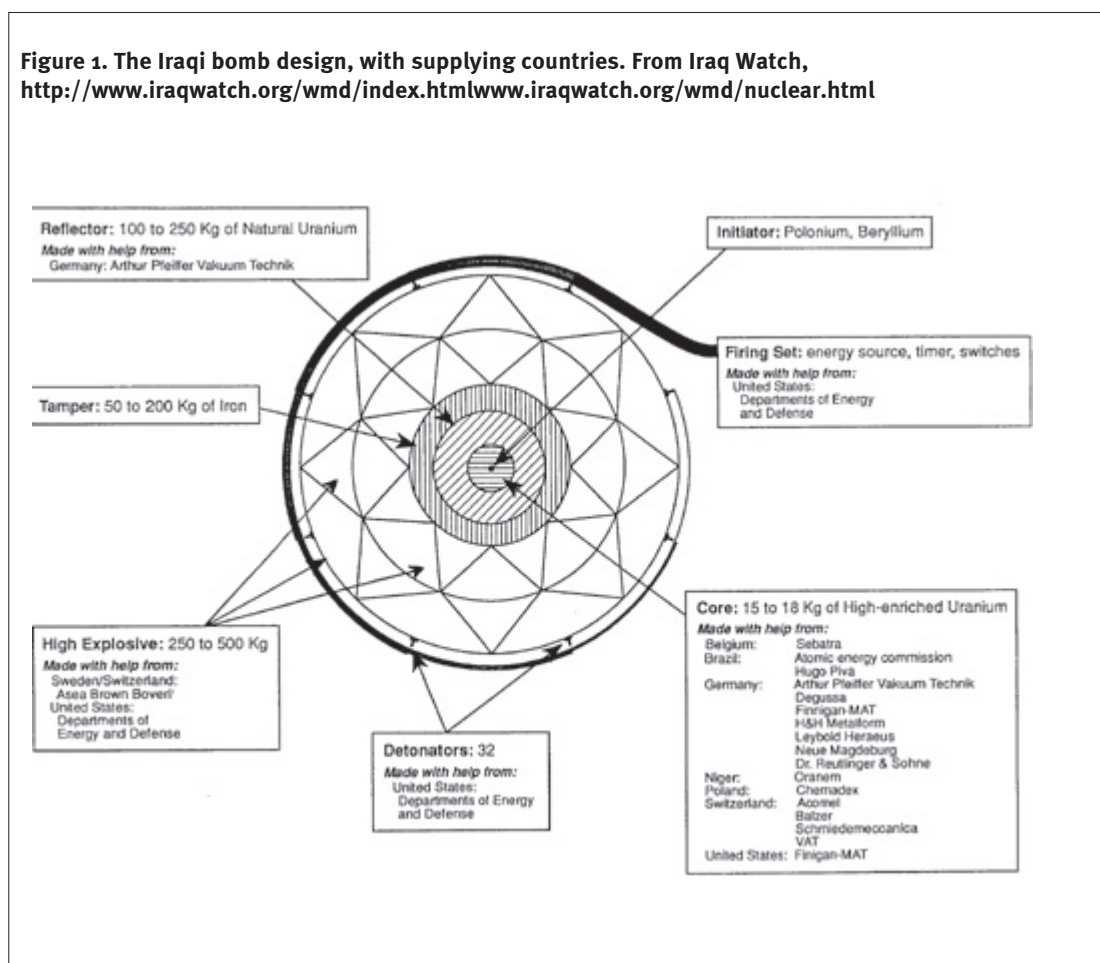 Figure 1. The Iraqi bomb design, with supplying countries. From Iraq Watch,
http://www.iraqwatch.org/wmd/index.htmlwww.iraqwatch.org/wmd/nuclear.html
Reflector: 100 to 250 Kg of Natural Uranium
Made with help from:
Germany: Arthur Pfeiffer Vakuum Technik
Initiator: Polonium, Beryllium
Firing Set: energy source, timer, switches
Made with help from:
United States:
Departments of Energy
and Defense
Tamper: 50 to 200 Kg of Iron
High Explosive: 250 to 500 Kg
Made with help from:
Sweden/Switzerland:
Asea Brown Boveri
United States:
Departments of
Energy and Defense
Detonators: 32
Made with help from:
United States:
Departments of Energy
and Defense
Core: 15 to 18 Kg of High-enriched Uranium
Made with help from:
Belgium: Sebatra
Brazil: Atomic energy commission
Hugo Piva
Germany: Arthur Pfeiffer Vakuum Technik
Degussa
Finnigan-MAT
H&H Metalform
Leybold Heraeus
Neue Magdeburg
Dr. Reutlinger & Sohne
Niger: Onanem
Poland: Chemadex
Switzerland: Acomel
Balzer
Schmiedemeccanica
VAT
United States: Finigan-MAT